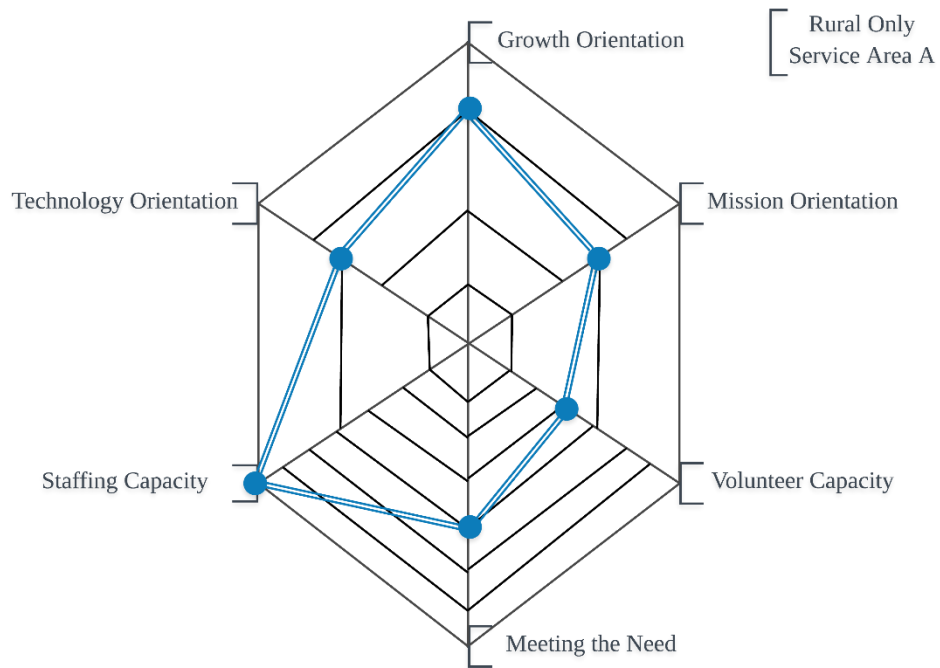 Growth Orientation
Rural Only
Service Area A
Technology Orientation
Mission Orientation
Staffing Capacity
Volunteer Capacity
Meeting the Need